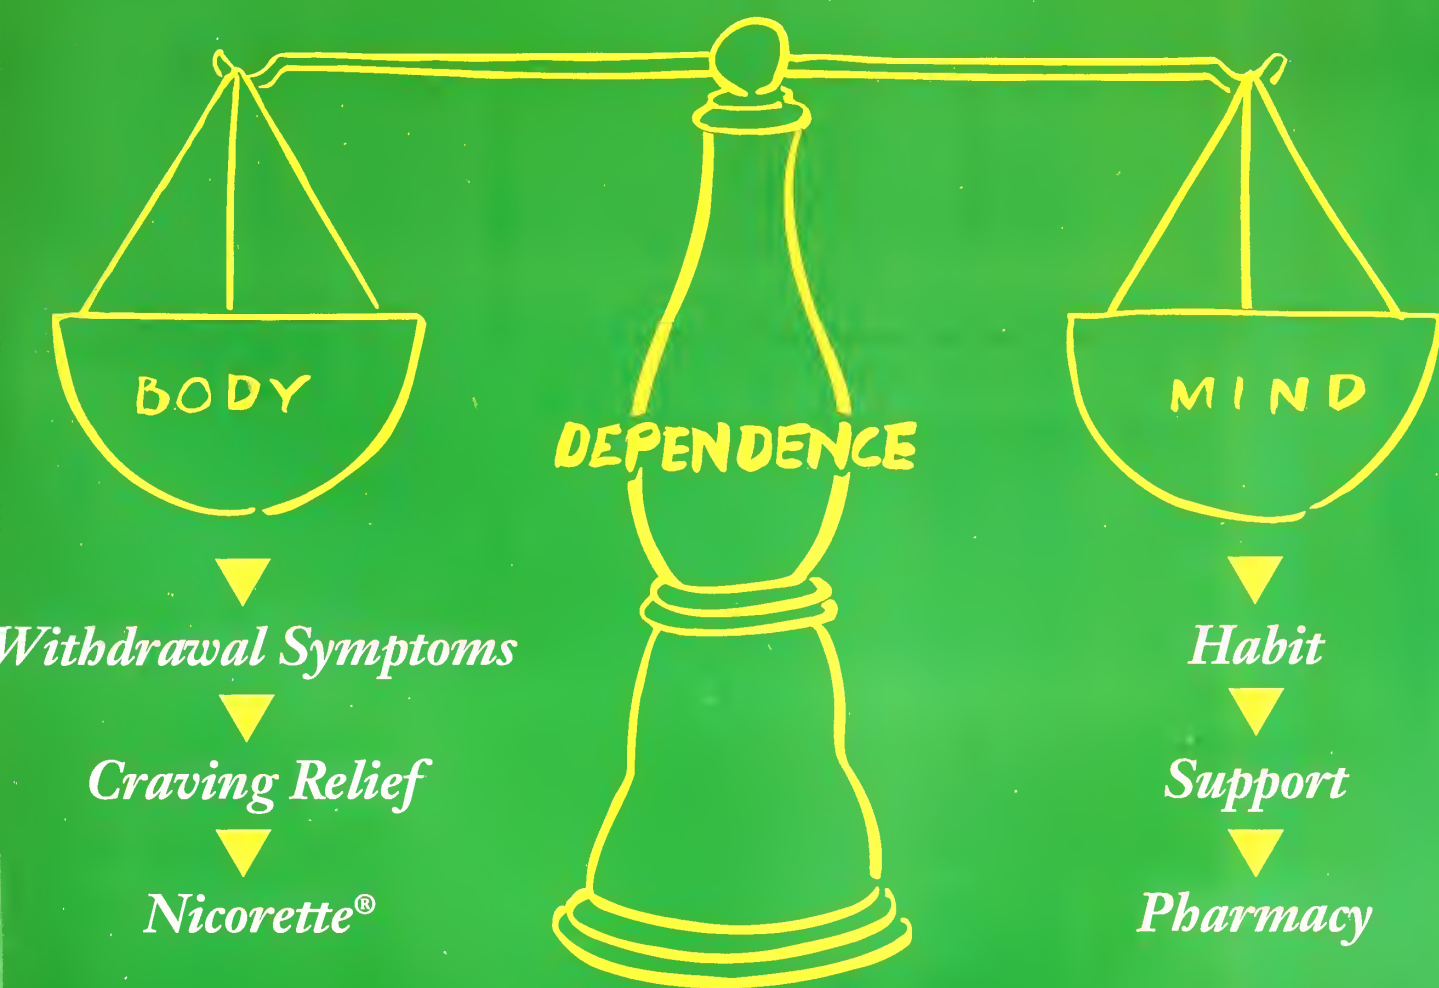 BODY
MIND
DEPENDENCE
Withdrawal Symptoms
Habit
Craving Relief
Support
Nicorette®
Pharmacy